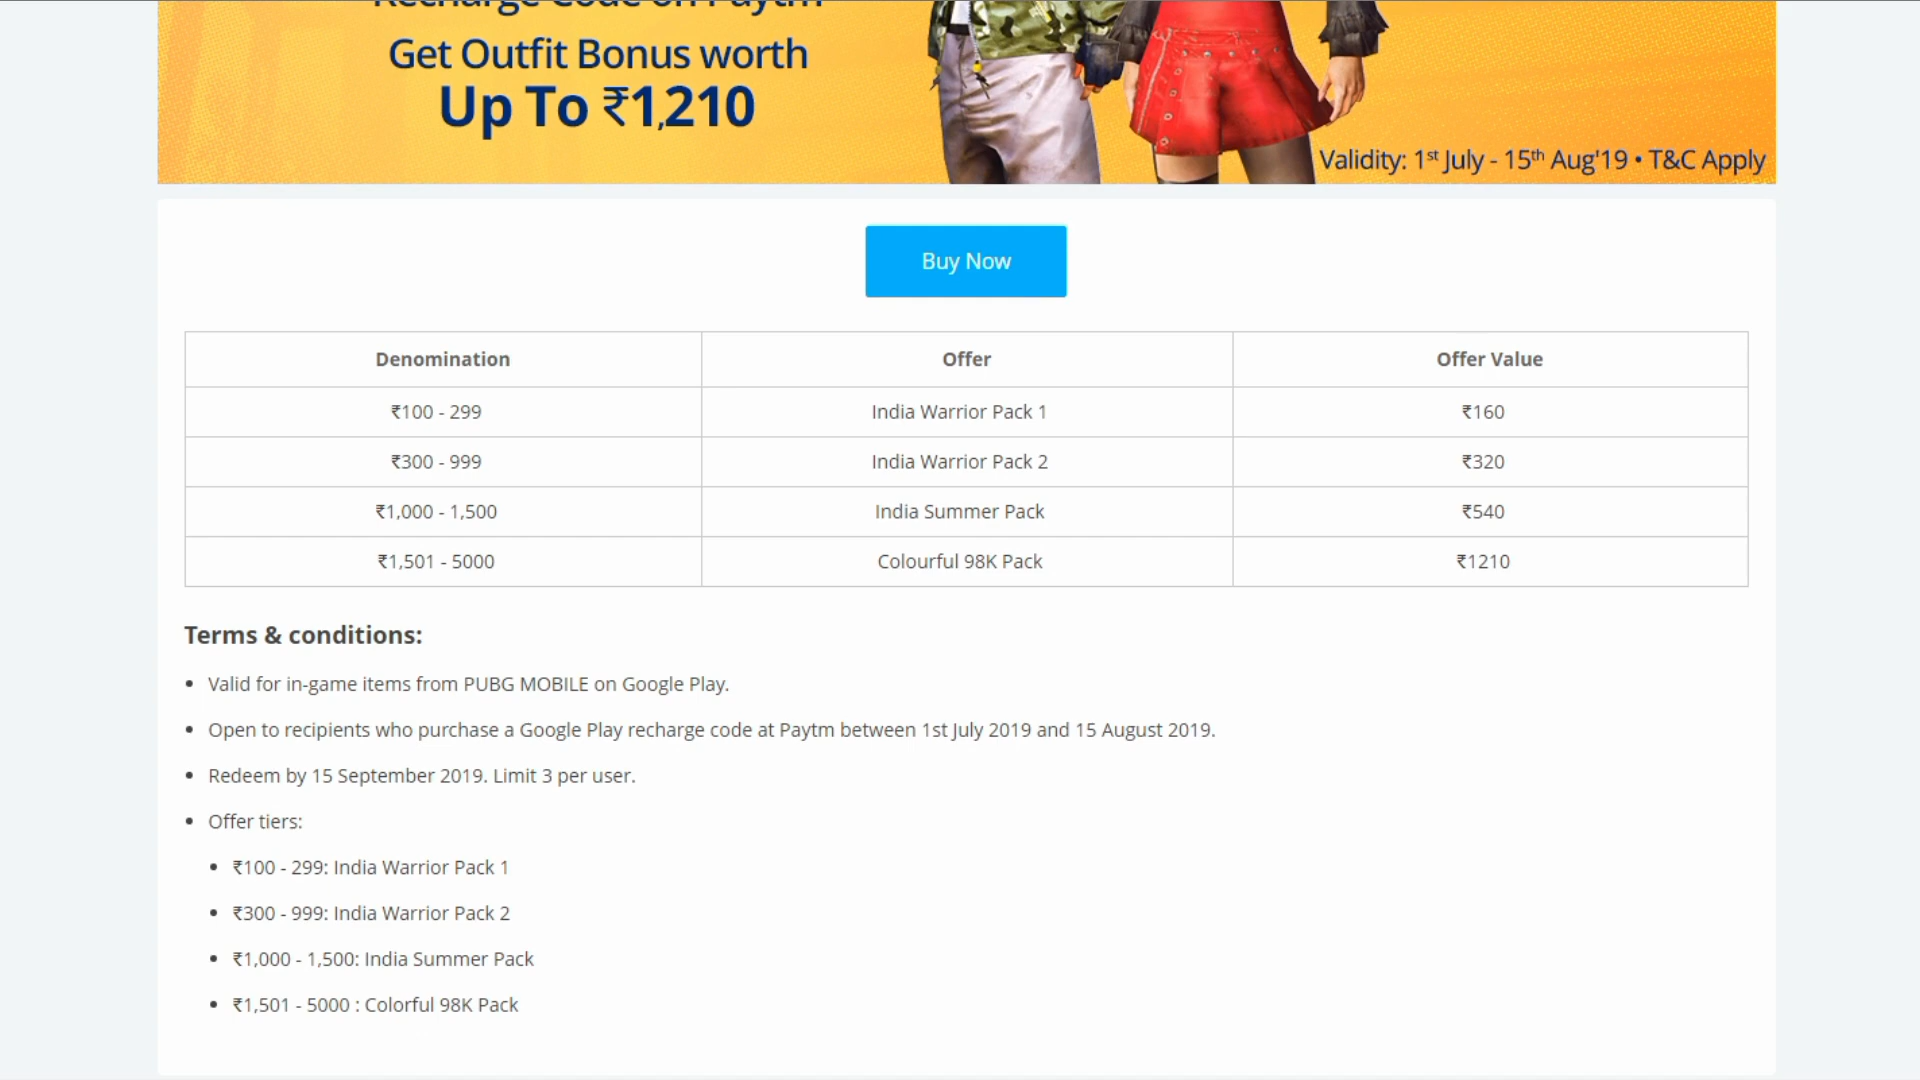 Recharge Code on Paytm
Get Outfit Bonus worth
Up To ₹1,210
Validity: 1st July - 15th Aug'19 • T&C Apply
Buy Now
Denomination Offer Offer Value
₹100 - 299 India Warrior Pack 1 ₹160
₹300 - 999 India Warrior Pack 2 ₹320
₹1,000 - 1,500 India Summer Pack ₹540
₹1,501 - 5000 Colourful 98K Pack ₹1210
Terms & conditions:
• Valid for in-game items from PUBG MOBILE on Google Play.
• Open to recipients who purchase a Google Play recharge code at Paytm between 1st July 2019 and 15 August 2019.
• Redeem by 15 September 2019. Limit 3 per user.
• Offer tiers:
• ₹100 - 299: India Warrior Pack 1
• ₹300 - 999: India Warrior Pack 2
• ₹1,000 - 1,500: India Summer Pack
• ₹1,501 - 5000 : Colorful 98K Pack